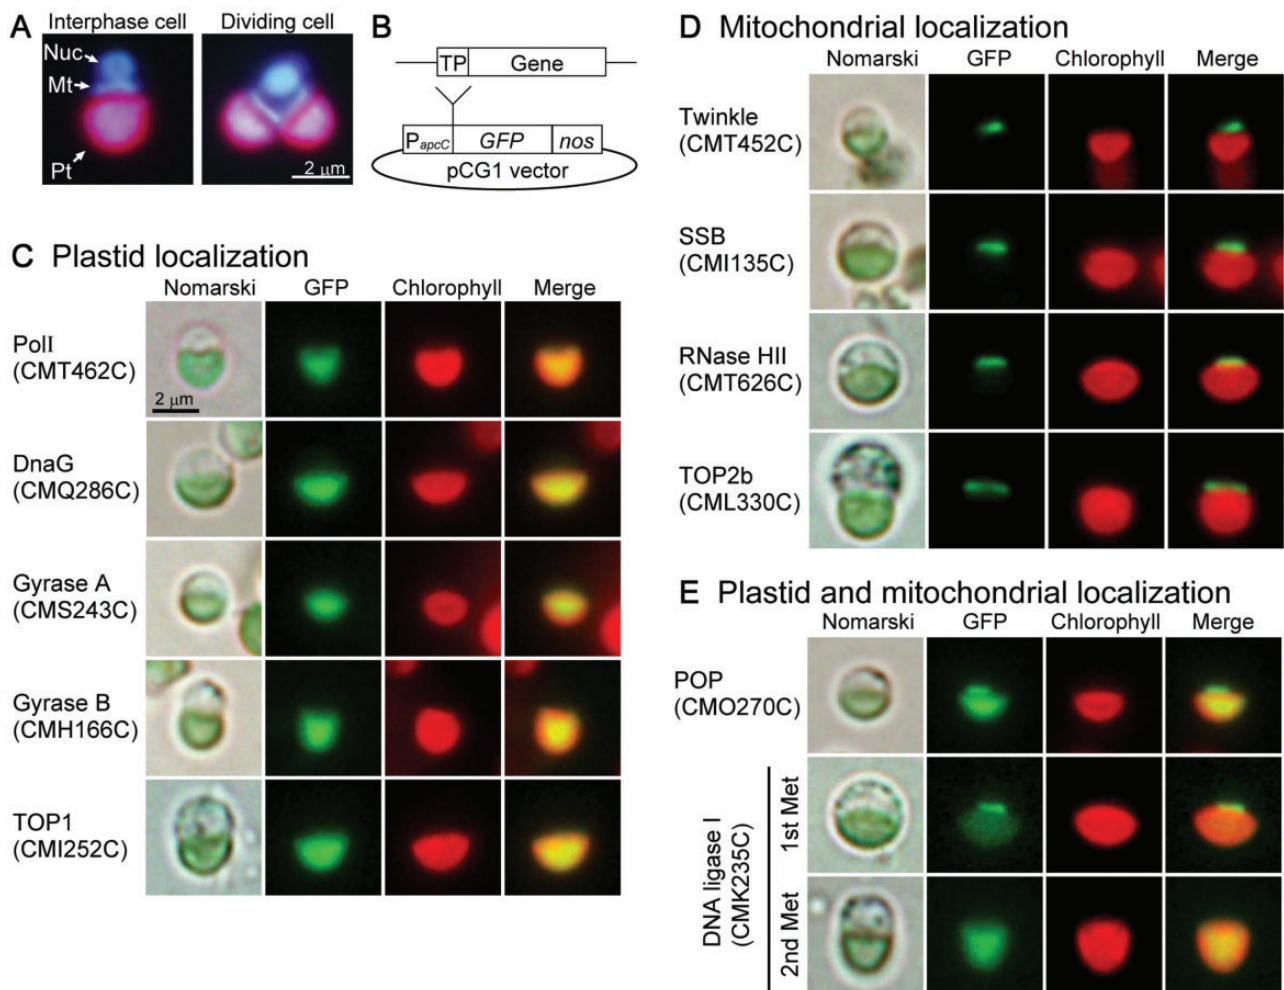 A
Interphase cell
Dividing cell
Nuc
Mt
Pt
2 μm
B
TP
Gene
PapcC
GFP
nos
pCG1 vector
C Plastid localization
Nomarski GFP Chlorophyll Merge
PolI
(CMT462C)
2 μm
DnaG
(CMQ286C)
Gyrase A
(CMS243C)
Gyrase B
(CMH166C)
TOP1
(CMI252C)
D Mitochondrial localization
Nomarski GFP Chlorophyll Merge
Twinkle
(CMT452C)
SSB
(CMI135C)
RNase HII
(CMT626C)
TOP2b
(CML330C)
E Plastid and mitochondrial localization
Nomarski GFP Chlorophyll Merge
POP
(CMO270C)
DNA ligase I
(CMK235C)
1st Met
2nd Met